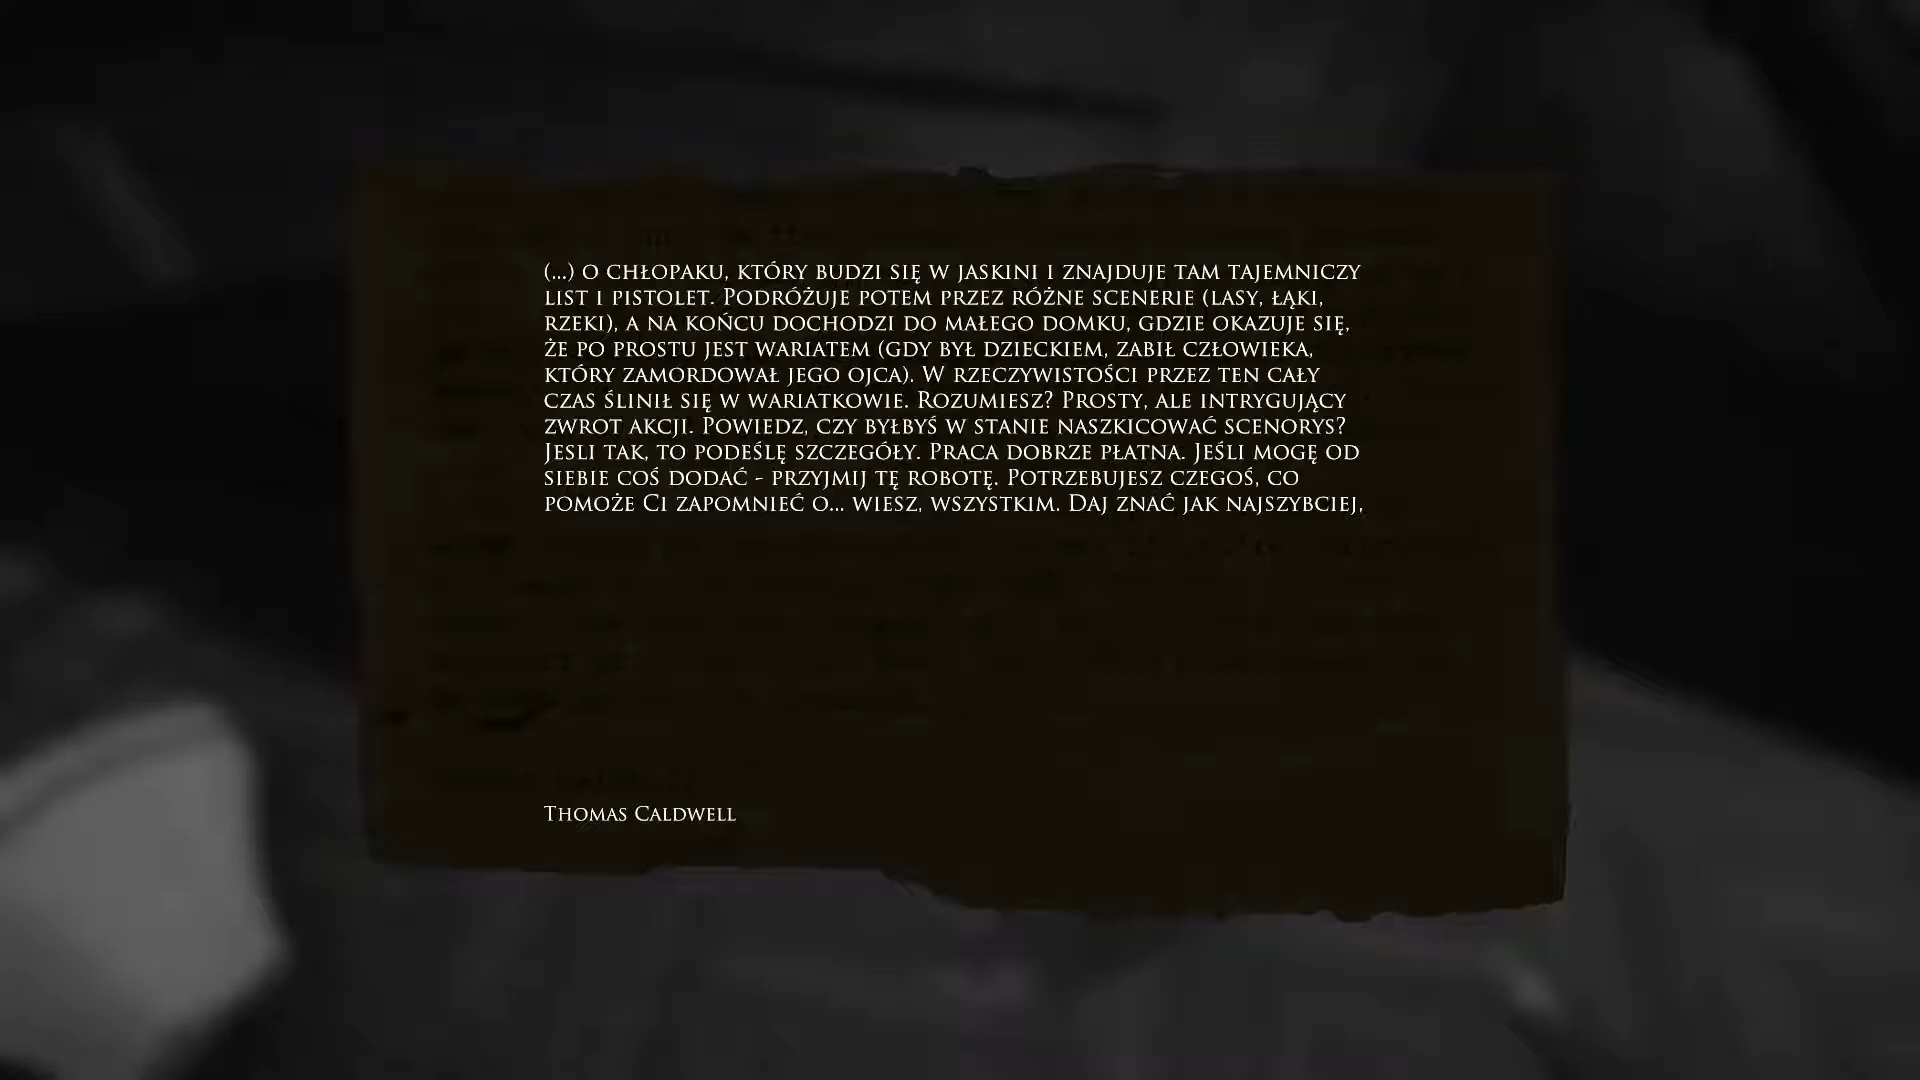 (...) O CHŁOPAKU, KTÓRY BUDZI SIĘ W JASKINI I ZNAJDUJE TAM TAJEMNICZY
LIST I PISTOLET. PODRÓŻUJE POTEM PRZEZ RÓŻNE SCENERIE (LASY, ŁĄKI,
RZEKI), A NA KOŃCU DOCHODZI DO MAŁEGO DOMKU, GDZIE OKAZUJE SIĘ,
ŻE PO PROSTU JEST WARIATEM (GDY BYŁ DZIECKIEM, ZABIŁ CZŁOWIEKA,
KTÓRY ZAMORDOWAŁ JEGO OJCA). W RZECZYWISTOŚCI PRZEZ TEN CAŁY
CZAS ŚLINIŁ SIĘ W WARIATKOWIE. ROZUMIESZ? PROSTY, ALE INTRYGUJĄCY
ZWROT AKCJI. POWIEDZ, CZY BYŁBYŚ W STANIE NASZKICOWAĆ SCENORYS?
JESLI TAK, TO PODEŚLĘ SZCZEGÓŁY. PRACA DOBRZE PŁATNA. JEŚLI MOGĘ OD
SIEBIE COŚ DODAĆ - PRZYJMIJ TĘ ROBOTĘ. POTRZEBUJESZ CZEGOŚ, CO
POMOŻE CI ZAPOMNIEĆ O... WIESZ, WSZYSTKIM. DAJ ZNAĆ JAK NAJSZYBCIEJ,
THOMAS CALDWELL